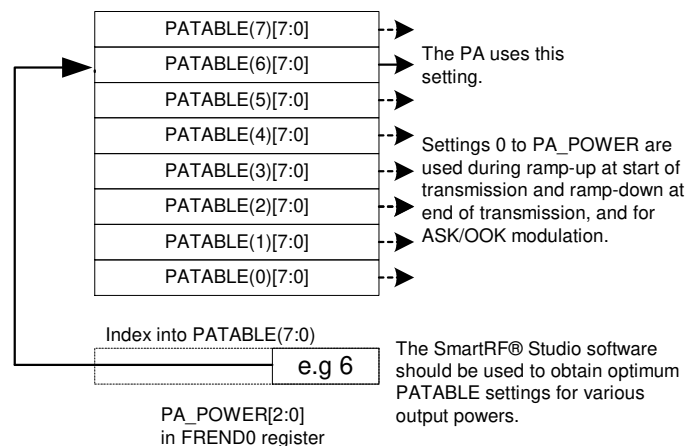 PATABLE(7)[7:0]
PATABLE(6)[7:0]
PATABLE(5)[7:0]
PATABLE(4)[7:0]
PATABLE(3)[7:0]
PATABLE(2)[7:0]
PATABLE(1)[7:0]
PATABLE(0)[7:0]
The PA uses this
setting.
Settings 0 to PA_POWER are
used during ramp-up at start of
transmission and ramp-down at
end of transmission, and for
ASK/OOK modulation.
Index into PATABLE(7:0)
e.g 6
PA_POWER[2:0]
in FREND0 register
The SmartRF® Studio software
should be used to obtain optimum
PATABLE settings for various
output powers.